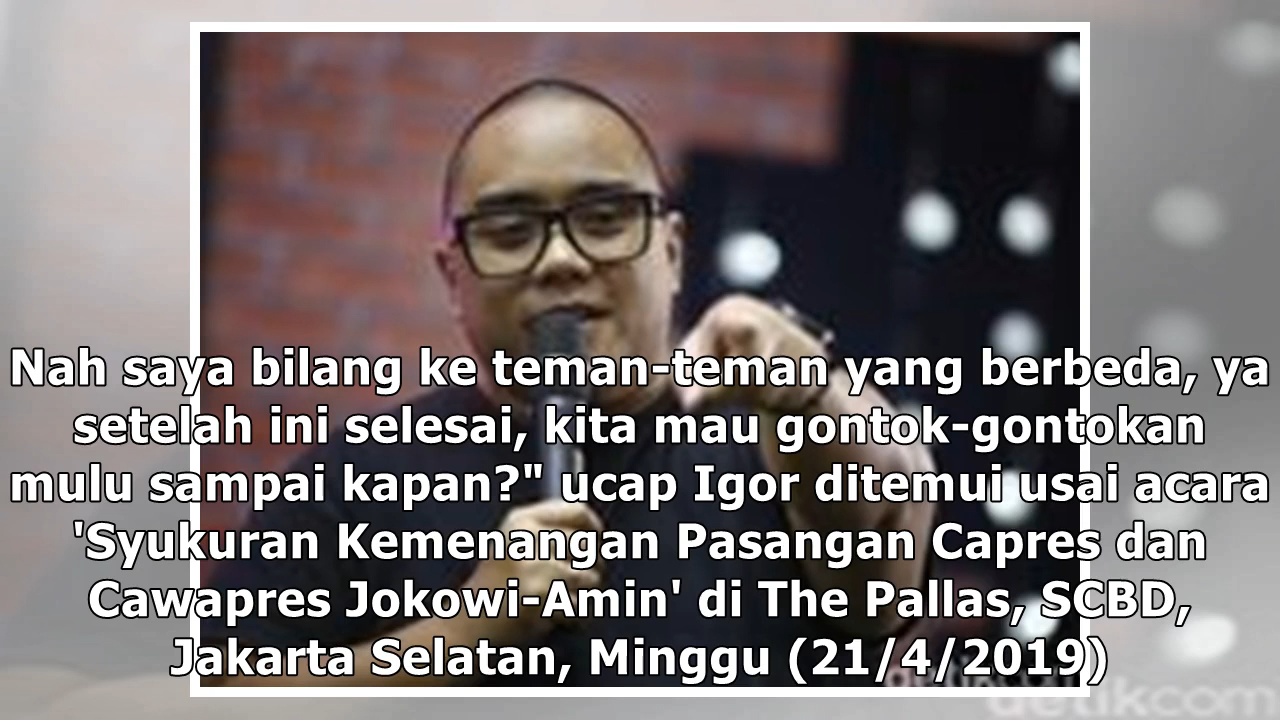 Nah saya bilang ke teman-teman yang berbeda, ya
setelah ini selesai, kita mau gontok-gontokan
mulu sampai kapan?" ucap Igor ditemui usai acara
'Syukuran Kemenangan Pasangan Capres dan
Cawapres Jokowi-Amin' di The Pallas, SCBD,
Jakarta Selatan, Minggu (21/4/2019)
detikcom